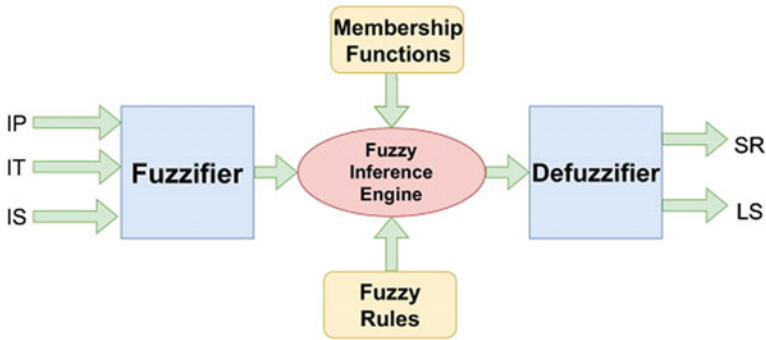 Membership
Functions
IP
IT
IS
Fuzzifier
Fuzzy
Inference
Engine
Defuzzifier
SR
LS
Fuzzy
Rules